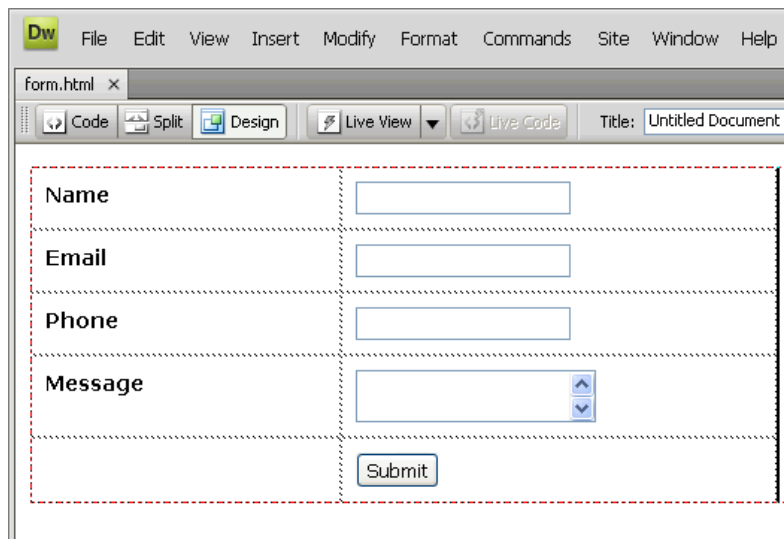 Dw File Edit View Insert Modify Format Commands Site Window Help
form.html ×
Code Split Design Live View Live Code Title: Untitled Document
Name
Email
Phone
Message
Submit